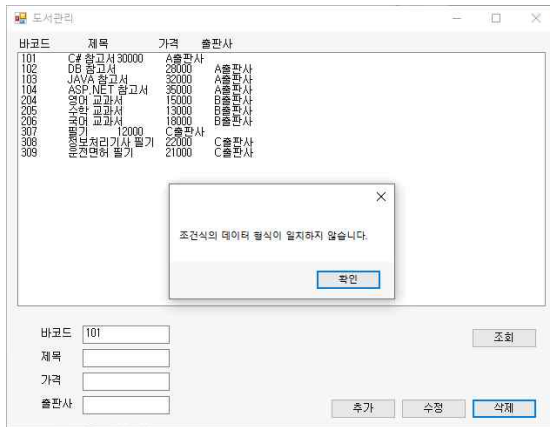 도서관리
바코드 제목 가격 출판사
101 C# 참고서 30000 A출판사
102 DB 참고서 28000 A출판사
103 JAVA 참고서 32000 A출판사
104 ASP.NET 참고서 35000 A출판사
204 영어 교과서 15000 B출판사
205 수학 교과서 13000 B출판사
206 국어 교과서 18000 B출판사
307 필기 12000 C출판사
308 정보처리기사 필기 22000 C출판사
309 운전면허 필기 21000 C출판사
조건식의 데이터 형식이 일치하지 않습니다.
확인
바코드 101
조회
제목
가격
출판사
추가 수정 삭제